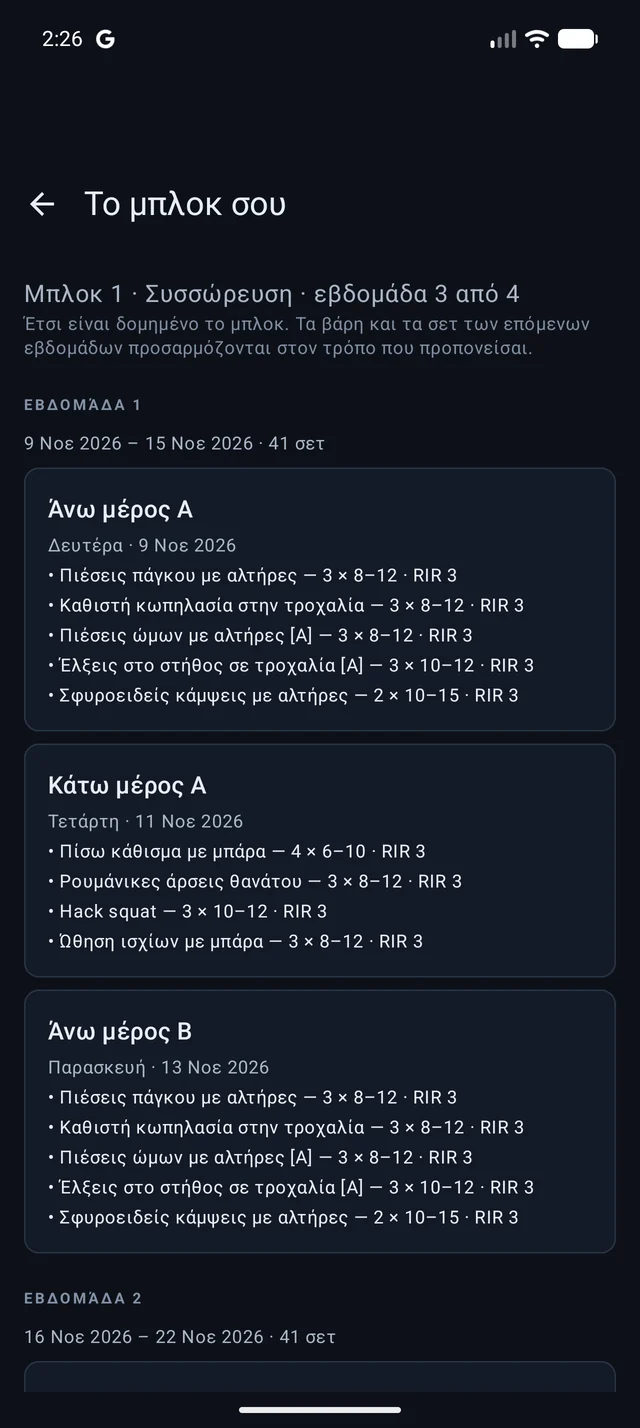 2:26 G
Το μπλοκ σου
Μπλοκ 1 · Συσσώρευση · εβδομάδα 3 από 4
Έτσι είναι δομημένο το μπλοκ. Τα βάρη και τα σετ των επόμενων
εβδομάδων προσαρμόζονται στον τρόπο που προπονείσαι.
ΕΒΔΟΜΆΔΑ 1
9 Νοε 2026 – 15 Νοε 2026 · 41 σετ
Άνω μέρος Α
Δευτέρα · 9 Νοε 2026
• Πιέσεις πάγκου με αλτήρες — 3 × 8–12 · RIR 3
• Καθιστή κωπηλασία στην τροχαλία — 3 × 8–12 · RIR 3
• Πιέσεις ώμων με αλτήρες [A] — 3 × 8–12 · RIR 3
• Έλξεις στο στήθος σε τροχαλία [A] — 3 × 10–12 · RIR 3
• Σφυροειδείς κάμψεις με αλτήρες — 2 × 10–15 · RIR 3
Κάτω μέρος Α
Τετάρτη · 11 Νοε 2026
• Πίσω κάθισμα με μπάρα — 4 × 6–10 · RIR 3
• Ρουμάνικες άρσεις θανάτου — 3 × 8–12 · RIR 3
• Hack squat — 3 × 10–12 · RIR 3
• Ώθηση ισχίων με μπάρα — 3 × 8–12 · RIR 3
Άνω μέρος Β
Παρασκευή · 13 Νοε 2026
• Πιέσεις πάγκου με αλτήρες — 3 × 8–12 · RIR 3
• Καθιστή κωπηλασία στην τροχαλία — 3 × 8–12 · RIR 3
• Πιέσεις ώμων με αλτήρες [A] — 3 × 8–12 · RIR 3
• Έλξεις στο στήθος σε τροχαλία [A] — 3 × 10–12 · RIR 3
• Σφυροειδείς κάμψεις με αλτήρες — 2 × 10–15 · RIR 3
ΕΒΔΟΜΆΔΑ 2
16 Νοε 2026 – 22 Νοε 2026 · 41 σετ